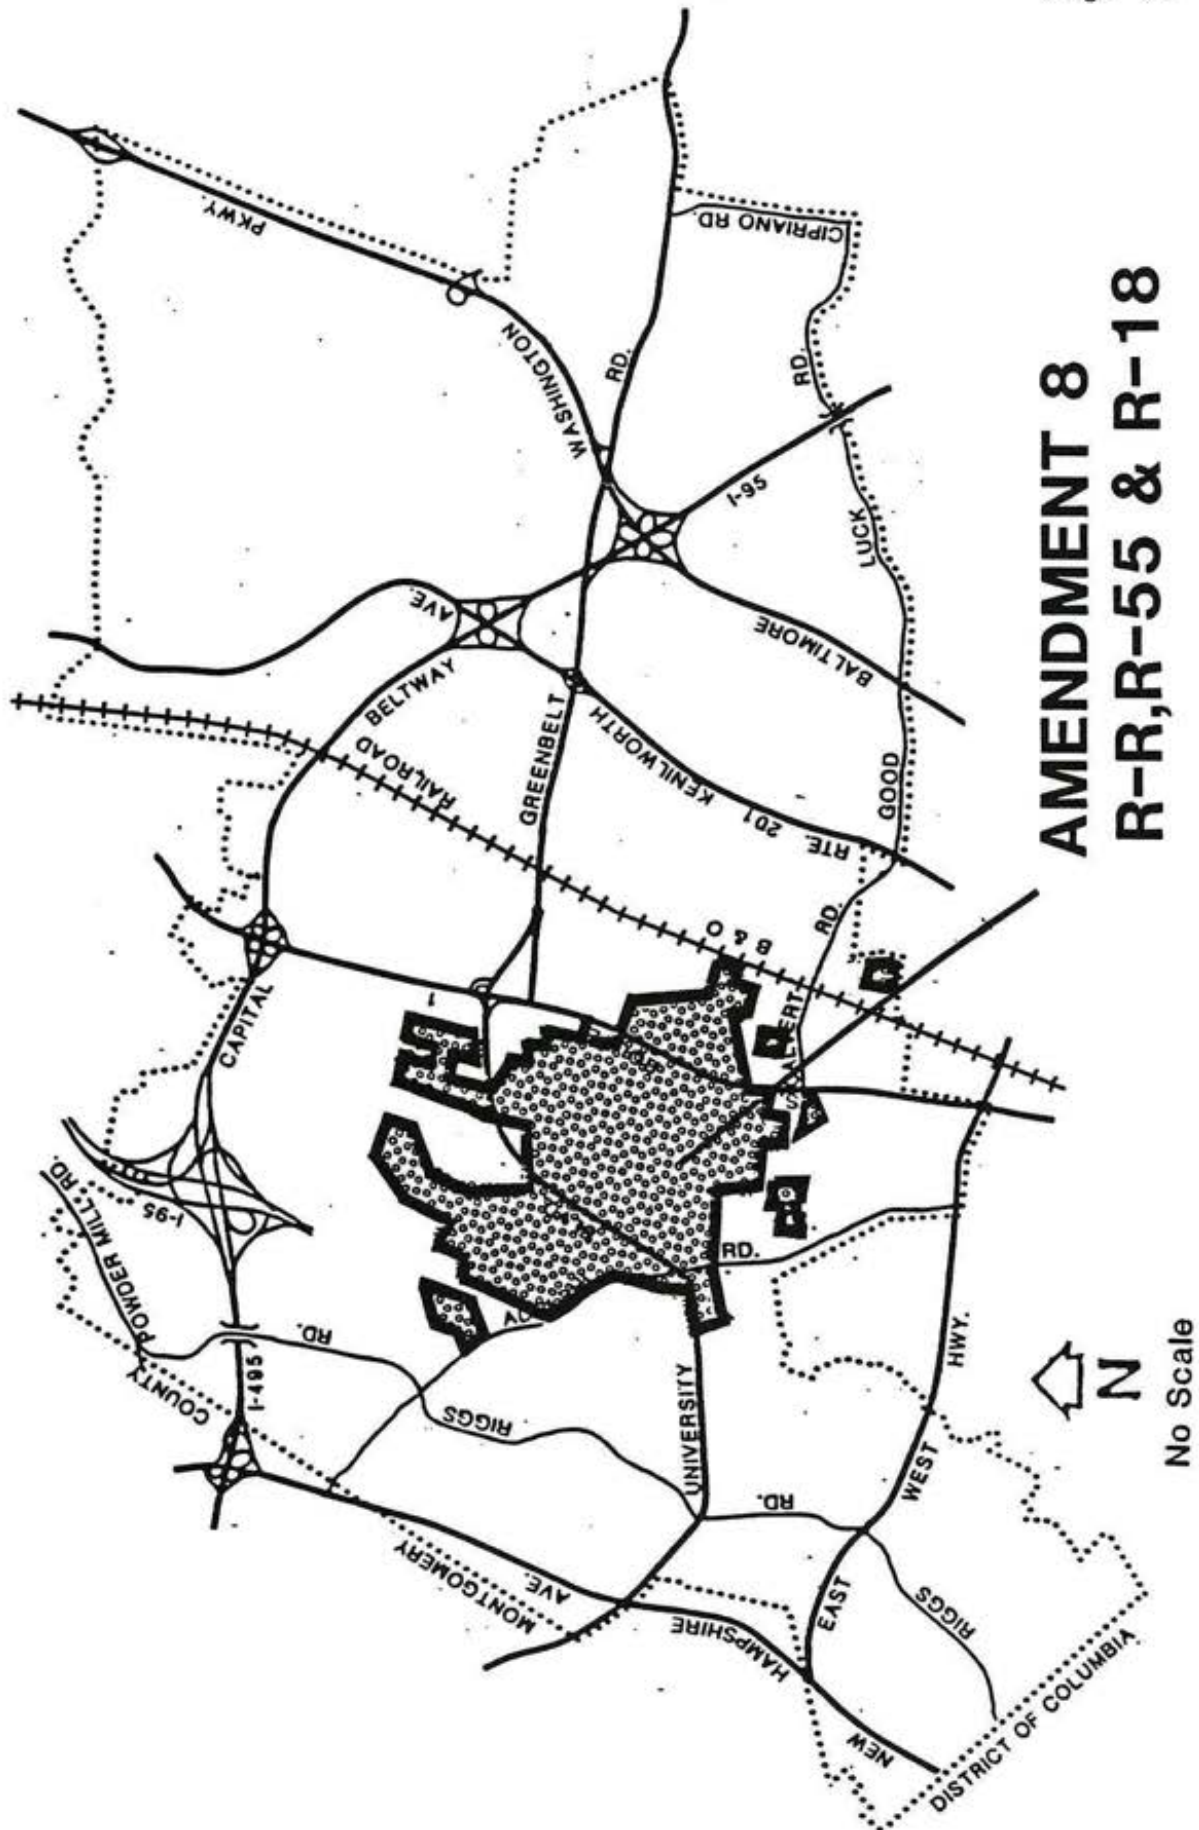 PKWY
WASHINGTON
RD.
CIPRIANO RD.
RD.
I-95
LUCK
AVE.
BELTWAY
RAILROAD
GREENBELT
KENILWORTH
BALTIMORE
201
RTE.
GOOD
CAPITAL
1
B & O
RD.
POWDER MILL RD.
I-95
COUNTY
I-495
RD.
RIGGS
UNIVERSITY
RD.
RD.
MONTGOMERY
AVE.
HAMPSHIRE
NEW
EAST
WEST
HWY.
RIGGS
DISTRICT OF COLUMBIA
AMENDMENT 8
R-R,R-55 & R-18
N
No Scale